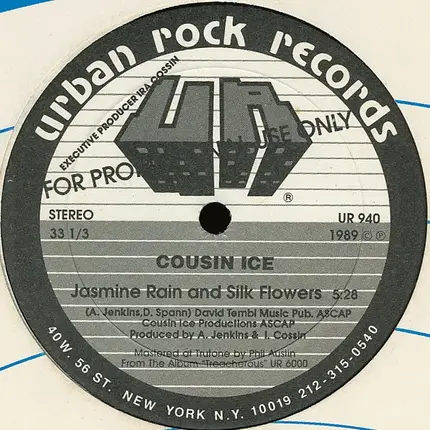 urban rock records
EXECUTIVE PRODUCER IRA COSSIN
UR
FOR PROMOTIONAL USE ONLY
®
STEREO
UR 940
33 1/3
1989 © ℗
COUSIN ICE
Jasmine Rain and Silk Flowers 5:28
(A. Jenkins,D. Spann) David Tembi Music Pub. ASCAP
Cousin Ice Productions ASCAP
Produced by A. Jenkins & I. Cossin
Mastered at Trutone by Phil Austin
From The Album "Treacherous" UR 6000
40 W. 56 ST. NEW YORK N.Y. 10019 212-315-0540